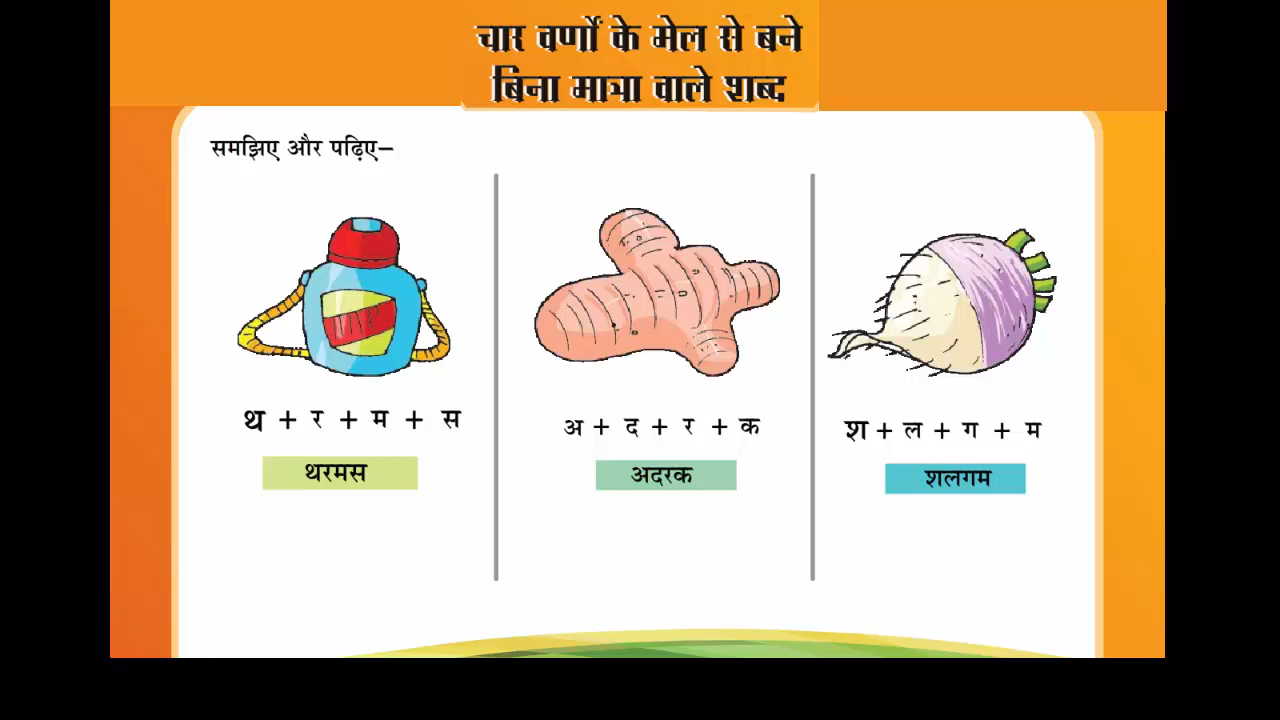 चार वर्णों के मेल से बने
बिना मात्रा वाले शब्द
समझिए और पढ़िए–
थ + र + म + स
थरमस
अ + द + र + क
अदरक
श + ल + ग + म
शलगम